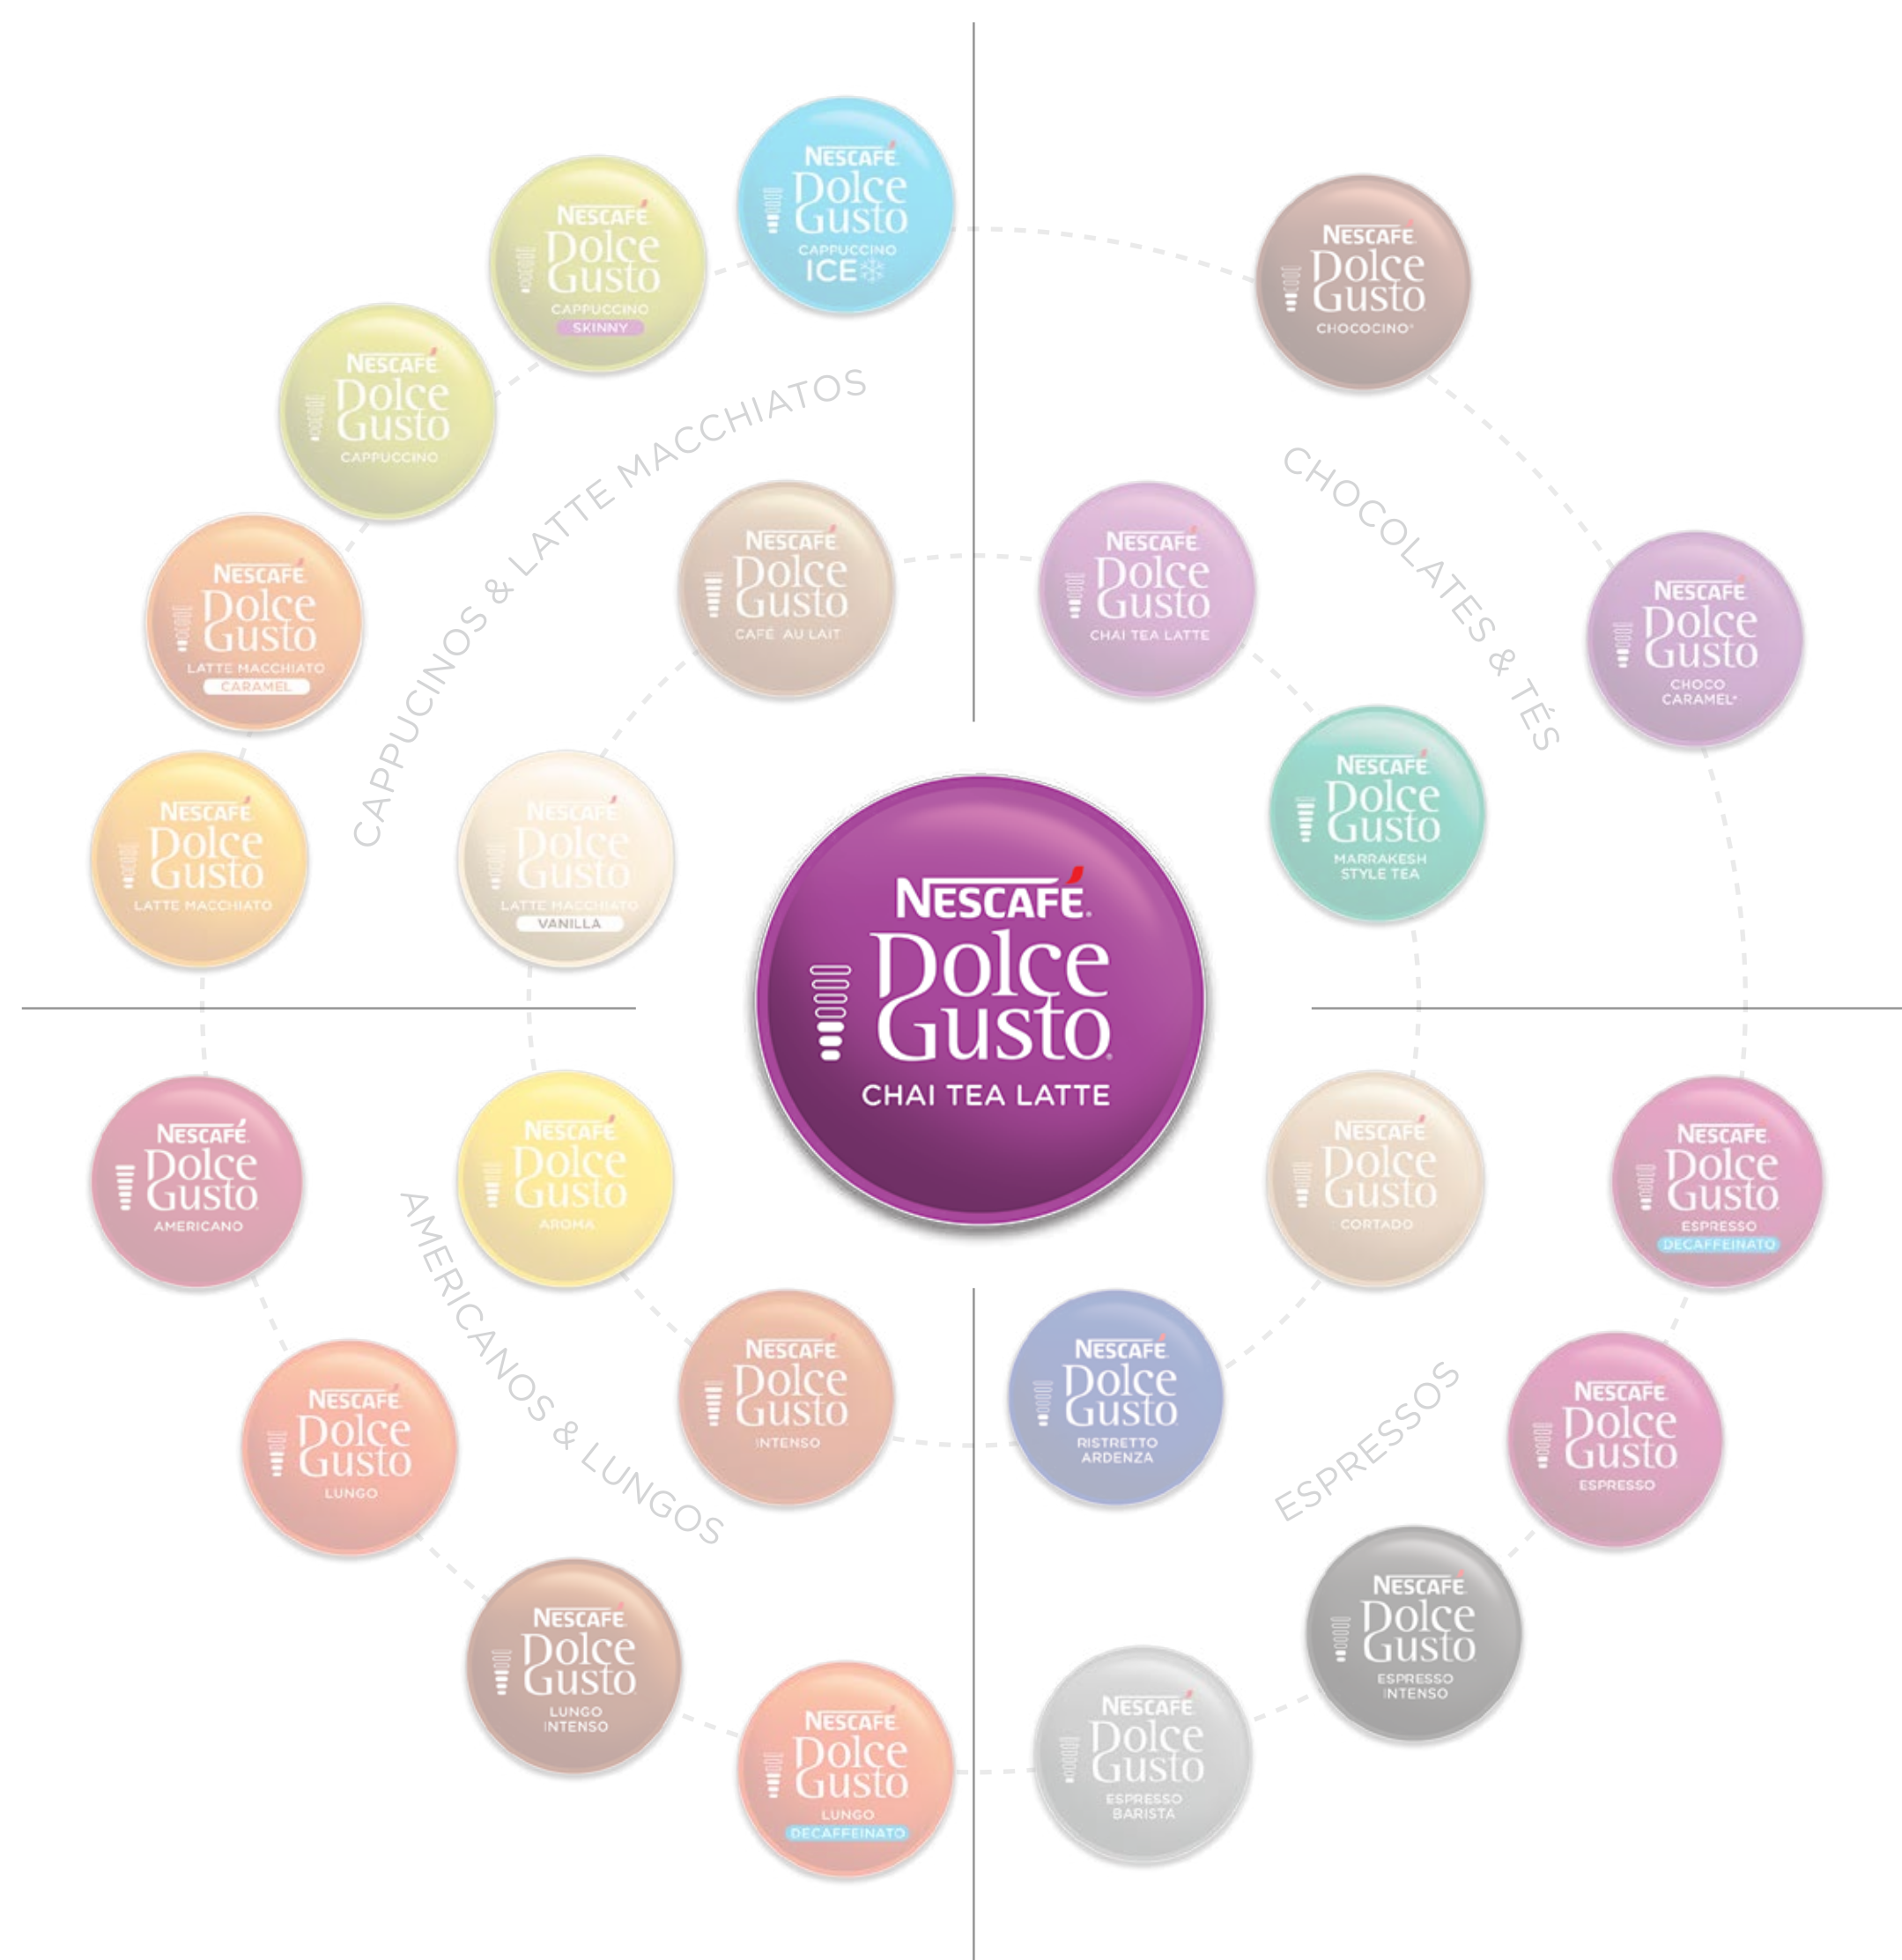 NESCAFÉ
Dolce
Gusto
CAPPUCCINO
ICE
NESCAFÉ
Dolce
Gusto
CAPPUCCINO
SKINNY
NESCAFÉ
Dolce
Gusto
CAPPUCCINO
NESCAFÉ
Dolce
Gusto
LATTE MACCHIATO
CARAMEL
NESCAFÉ
Dolce
Gusto
LATTE MACCHIATO
CAPPUCINOS & LATTE MACCHIATOS
NESCAFÉ
Dolce
Gusto
CAFÉ AU LAIT
NESCAFÉ
Dolce
Gusto
LATTE MACCHIATO
VANILLA
NESCAFÉ
Dolce
Gusto
CHOCOCINO*
CHOCOLATES & TÉS
NESCAFÉ
Dolce
Gusto
CHAI TEA LATTE
NESCAFÉ
Dolce
Gusto
CHOCO
CARAMEL*
NESCAFÉ
Dolce
Gusto
MARRAKESH
STYLE TEA
NESCAFÉ
Dolce
Gusto
CHAI TEA LATTE
NESCAFÉ
Dolce
Gusto
AMERICANO
NESCAFÉ
Dolce
Gusto
AROMA
AMERICANOS & LUNGOS
NESCAFÉ
Dolce
Gusto
INTENSO
NESCAFÉ
Dolce
Gusto
LUNGO
NESCAFÉ
Dolce
Gusto
LUNGO
INTENSO
NESCAFÉ
Dolce
Gusto
LUNGO
DECAFFEINATO
NESCAFÉ
Dolce
Gusto
CORTADO
NESCAFÉ
Dolce
Gusto
ESPRESSO
DECAFFEINATO
NESCAFÉ
Dolce
Gusto
RISTRETTO
ARDENZA
ESPRESSOS
NESCAFÉ
Dolce
Gusto
ESPRESSO
NESCAFÉ
Dolce
Gusto
ESPRESSO
INTENSO
NESCAFÉ
Dolce
Gusto
ESPRESSO
BARISTA